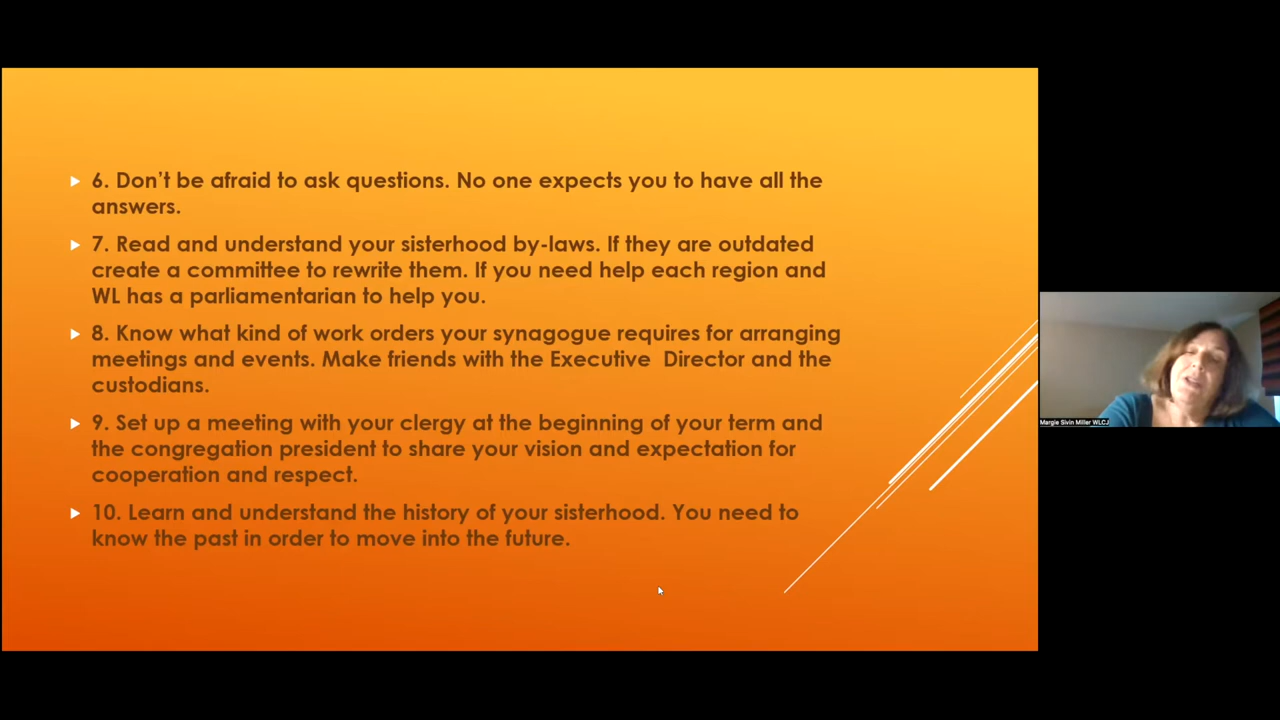 6. Don’t be afraid to ask questions. No one expects you to have all the
answers.
7. Read and understand your sisterhood by-laws. If they are outdated
create a committee to rewrite them. If you need help each region and
WL has a parliamentarian to help you.
8. Know what kind of work orders your synagogue requires for arranging
meetings and events. Make friends with the Executive  Director and the
custodians.
9. Set up a meeting with your clergy at the beginning of your term and
the congregation president to share your vision and expectation for
cooperation and respect.
10. Learn and understand the history of your sisterhood. You need to
know the past in order to move into the future.
Margie Sivin Miller WLCJ